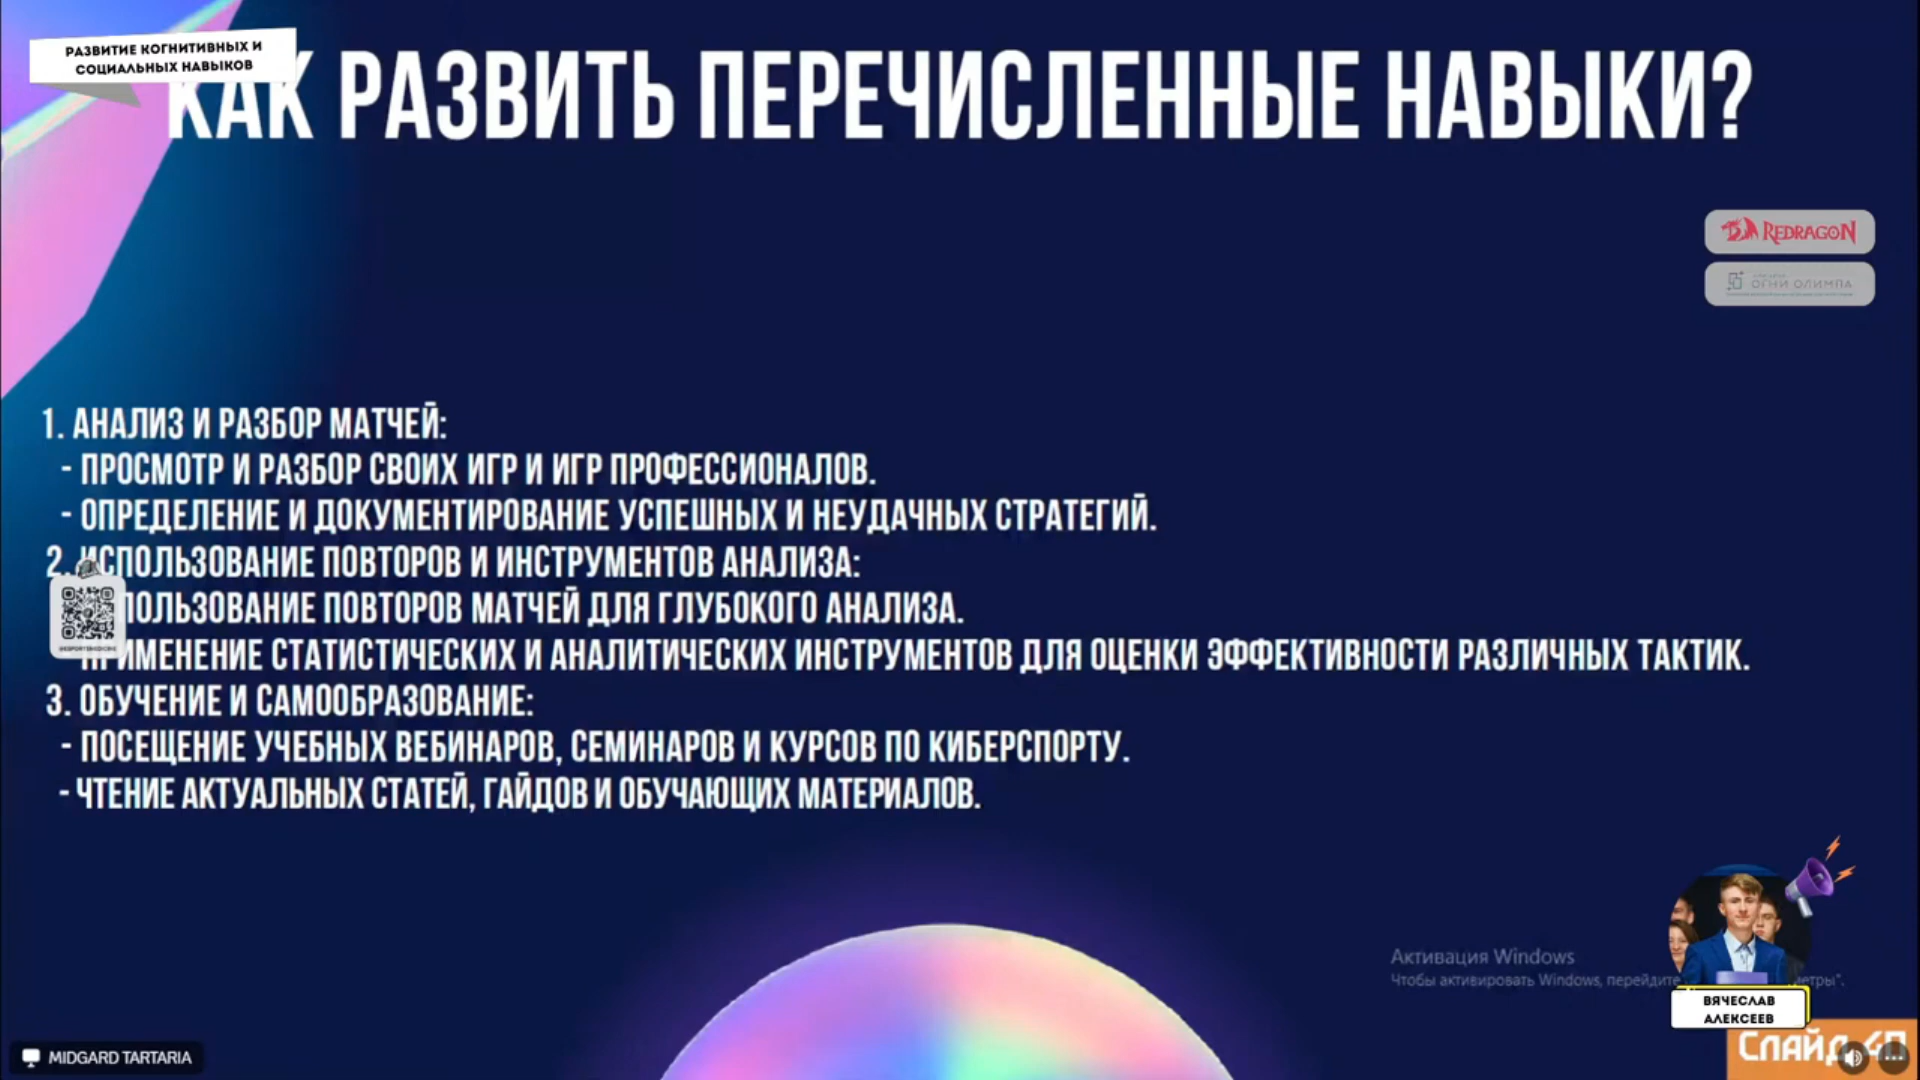 РАЗВИТИЕ КОГНИТИВНЫХ И
СОЦИАЛЬНЫХ НАВЫКОВ
КАК РАЗВИТЬ ПЕРЕЧИСЛЕННЫЕ НАВЫКИ?
REDRAGON
ОГНИ ОЛИМПА
1. АНАЛИЗ И РАЗБОР МАТЧЕЙ:
- ПРОСМОТР И РАЗБОР СВОИХ ИГР И ИГР ПРОФЕССИОНАЛОВ.
- ОПРЕДЕЛЕНИЕ И ДОКУМЕНТИРОВАНИЕ УСПЕШНЫХ И НЕУДАЧНЫХ СТРАТЕГИЙ.
2. ИСПОЛЬЗОВАНИЕ ПОВТОРОВ И ИНСТРУМЕНТОВ АНАЛИЗА:
ПОЛЬЗОВАНИЕ ПОВТОРОВ МАТЧЕЙ ДЛЯ ГЛУБОКОГО АНАЛИЗА.
ПРИМЕНЕНИЕ СТАТИСТИЧЕСКИХ И АНАЛИТИЧЕСКИХ ИНСТРУМЕНТОВ ДЛЯ ОЦЕНКИ ЭФФЕКТИВНОСТИ РАЗЛИЧНЫХ ТАКТИК.
3. ОБУЧЕНИЕ И САМООБРАЗОВАНИЕ:
- ПОСЕЩЕНИЕ УЧЕБНЫХ ВЕБИНАРОВ, СЕМИНАРОВ И КУРСОВ ПО КИБЕРСПОРТУ.
- ЧТЕНИЕ АКТУАЛЬНЫХ СТАТЕЙ, ГАЙДОВ И ОБУЧАЮЩИХ МАТЕРИАЛОВ.
Активация Windows
Чтобы активировать Windows, перейдите
ВЯЧЕСЛАВ
АЛЕКСЕЕВ
MIDGARD TARTARIA
Слайд